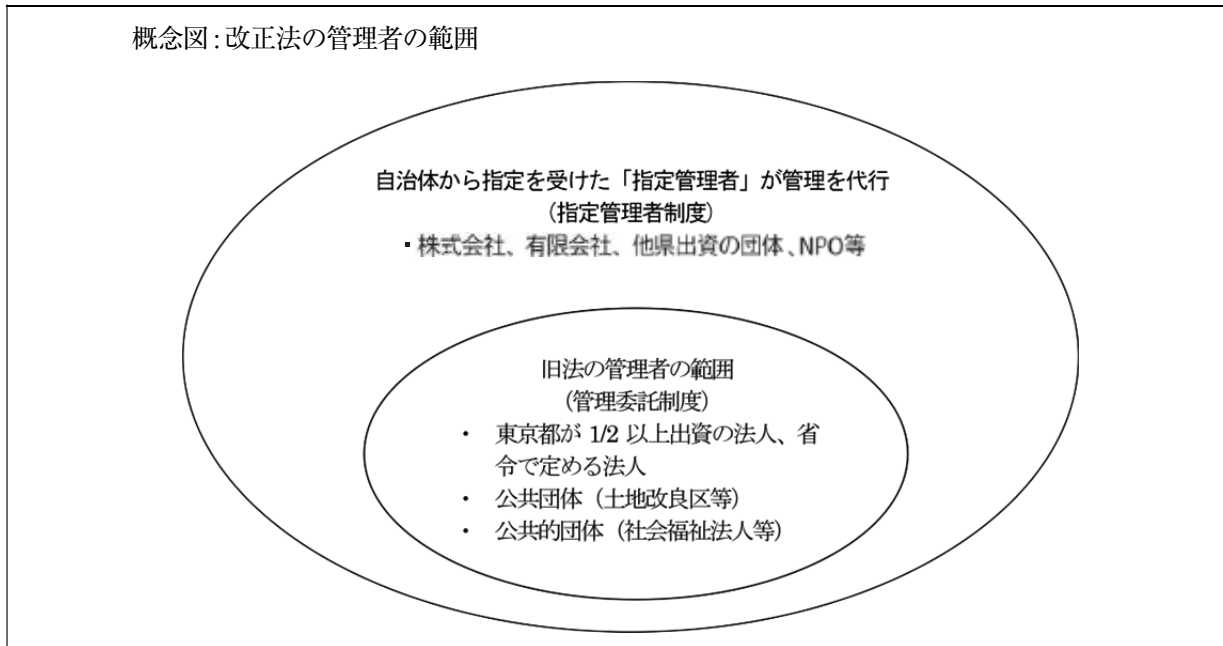 概念図:改正法の管理者の範囲
自治体から指定を受けた「指定管理者」が管理を代行
(指定管理者制度)
・株式会社、有限会社、他県出資の団体、NPO等
旧法の管理者の範囲
(管理委託制度)
・ 東京都が 1/2 以上出資の法人、省
令で定める法人
・ 公共団体(土地改良区等)
・ 公共的団体(社会福祉法人等)